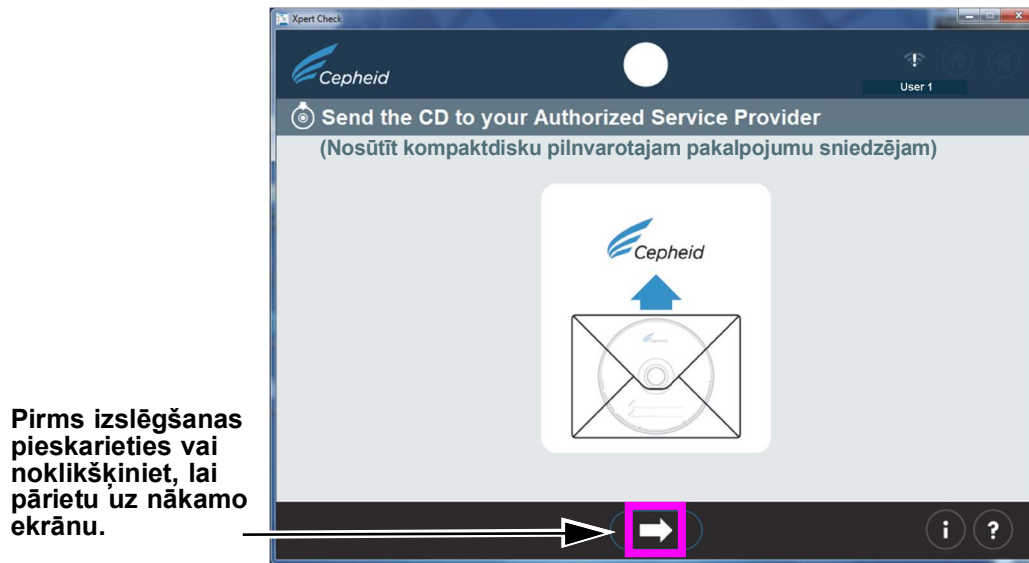 Xpert Check
Cepheid
User 1
Send the CD to your Authorized Service Provider
(Nosūtīt kompaktdisku pilnvarotajam pakalpojumu sniedzējam)
Cepheid
Pirms izslēgšanas
pieskarieties vai
noklikšķiniet, lai
pārietu uz nākamo
ekrānu.
i
?